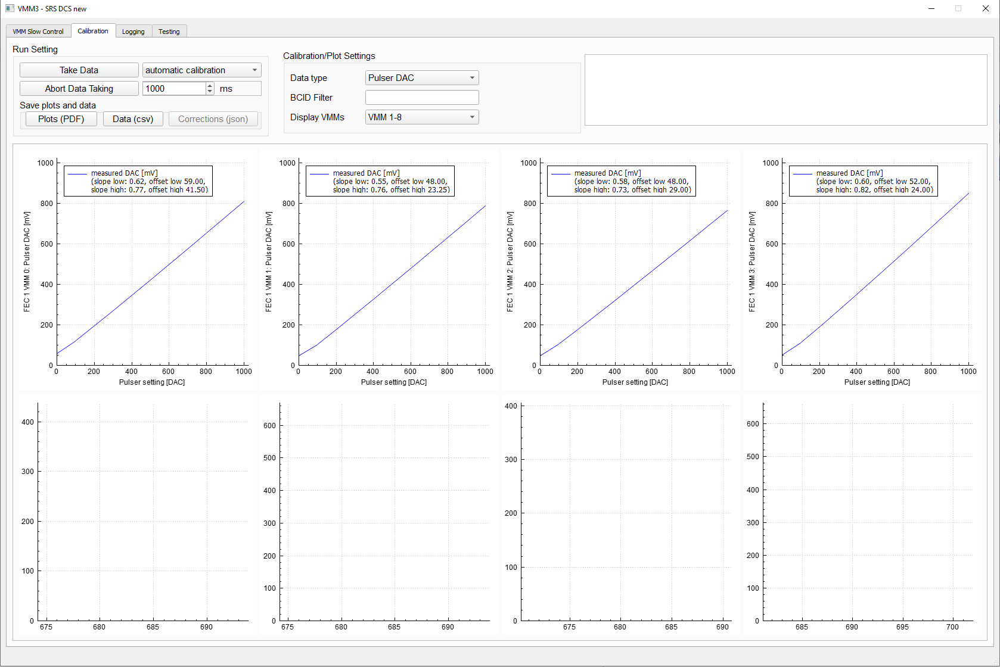 VMM3 - SRS DCS new
VMM Slow Control
Calibration
Logging
Testing
Run Setting
Take Data
automatic calibration
Abort Data Taking
1000
ms
Save plots and data
Plots (PDF)
Data (csv)
Corrections (json)
Calibration/Plot Settings
Data type
Pulser DAC
BCID Filter
Display VMMs
VMM 1-8
measured DAC [mV]
(slope low: 0.62, offset low 59.00,
slope high: 0.77, offset high 41.50)
FEC 1 VMM 0: Pulser DAC [mV]
1000
800
600
400
200
0
0 200 400 600 800 1000
Pulser setting [DAC]
measured DAC [mV]
(slope low: 0.55, offset low 48.00,
slope high: 0.76, offset high 23.25)
FEC 1 VMM 1: Pulser DAC [mV]
1000
800
600
400
200
0
0 200 400 600 800 1000
Pulser setting [DAC]
measured DAC [mV]
(slope low: 0.58, offset low 48.00,
slope high: 0.73, offset high 29.00)
FEC 1 VMM 2: Pulser DAC [mV]
1000
800
600
400
200
0
0 200 400 600 800 1000
Pulser setting [DAC]
measured DAC [mV]
(slope low: 0.60, offset low 52.00,
slope high: 0.82, offset high 24.00)
FEC 1 VMM 3: Pulser DAC [mV]
1000
800
600
400
200
0
0 200 400 600 800 1000
Pulser setting [DAC]
400
300
200
100
0
675 680 685 690
600
500
400
300
200
100
0
675 680 685 690
400
300
200
100
0
675 680 685 690
600
500
400
300
200
100
0
685 690 695 700